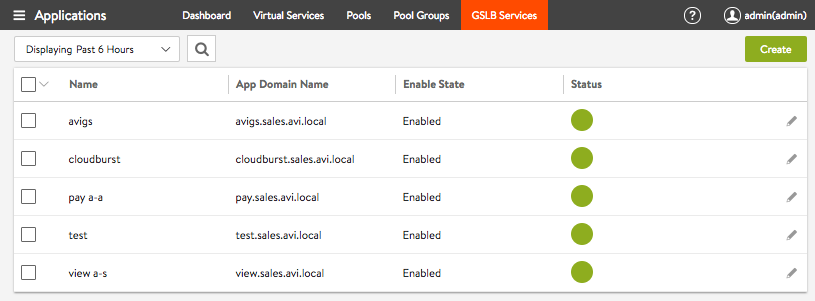 Applications Dashboard Virtual Services Pools Pool Groups GSLB Services ? admin(admin)
Displaying Past 6 Hours Create
Name App Domain Name Enable State Status
avigs avigs.sales.avi.local Enabled
cloudburst cloudburst.sales.avi.local Enabled
pay a-a pay.sales.avi.local Enabled
test test.sales.avi.local Enabled
view a-s view.sales.avi.local Enabled